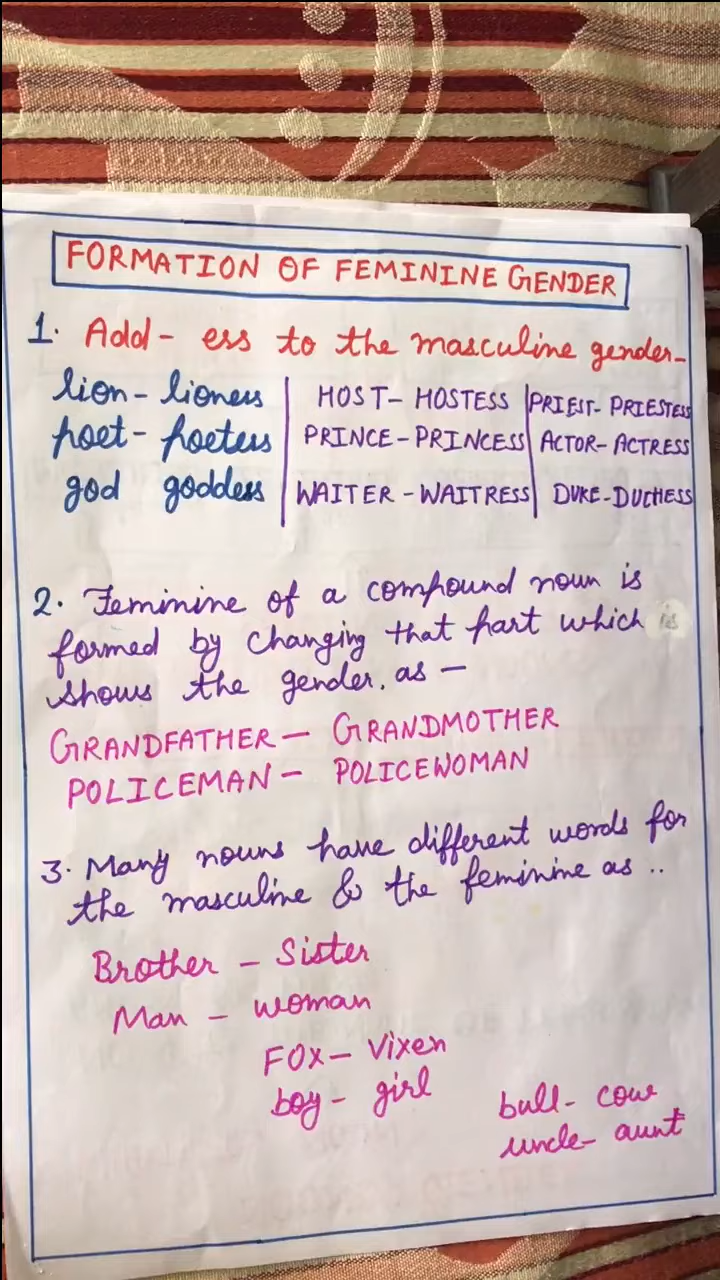 FORMATION OF FEMININE GENDER
1. Add- ess to the masculine gender-
lion - lioness | HOST - HOSTESS | PRIEST - PRIESTESS
poet - poetess | PRINCE - PRINCESS | ACTOR - ACTRESS
god goddess | WAITER - WAITRESS | DUKE - DUCHESS
2. Feminine of a compound noun is
formed by changing that part which
shows the gender. as -
GRANDFATHER - GRANDMOTHER
POLICEMAN - POLICEWOMAN
3. Many nouns have different words for
the masculine & the feminine as ..
Brother - Sister
Man - woman
FOX - Vixen
boy - girl
bull - cow
uncle - aunt